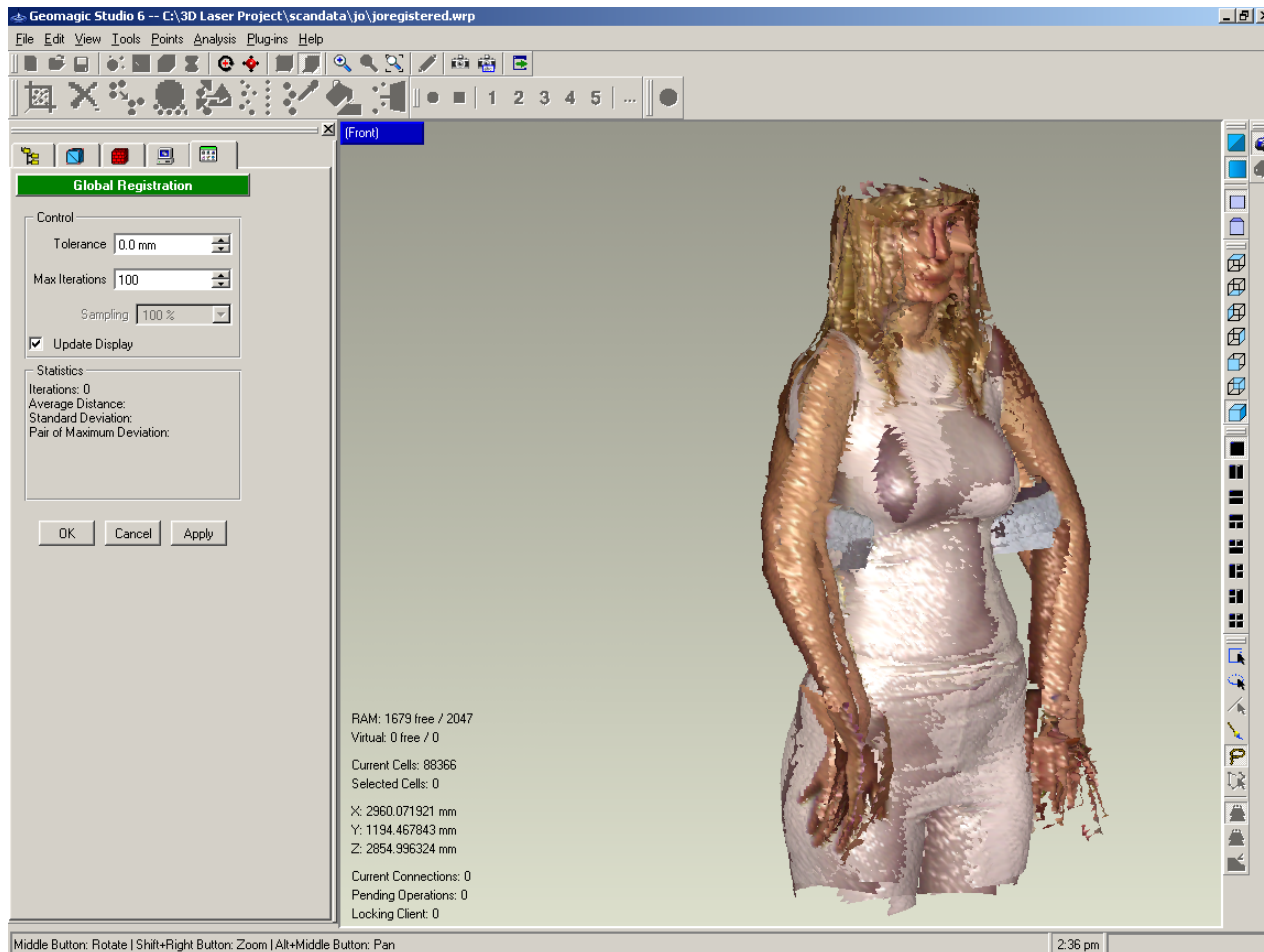 Geomagic Studio 6 -- C:\3D Laser Project\scandata\jo\joregistered.wrp
File Edit View Tools Points Analysis Plug-ins Help
1 2 3 4 5 ...
(Front)
Global Registration
Control
Tolerance 0.0 mm
Max Iterations 100
Sampling 100 %
Update Display
Statistics
Iterations: 0
Average Distance:
Standard Deviation:
Pair of Maximum Deviation:
OK Cancel Apply
RAM: 1679 free / 2047
Virtual: 0 free / 0
Current Cells: 88366
Selected Cells: 0
X: 2960.071921 mm
Y: 1194.467843 mm
Z: 2854.996324 mm
Current Connections: 0
Pending Operations: 0
Locking Client: 0
Middle Button: Rotate | Shift+Right Button: Zoom | Alt+Middle Button: Pan
2:36 pm